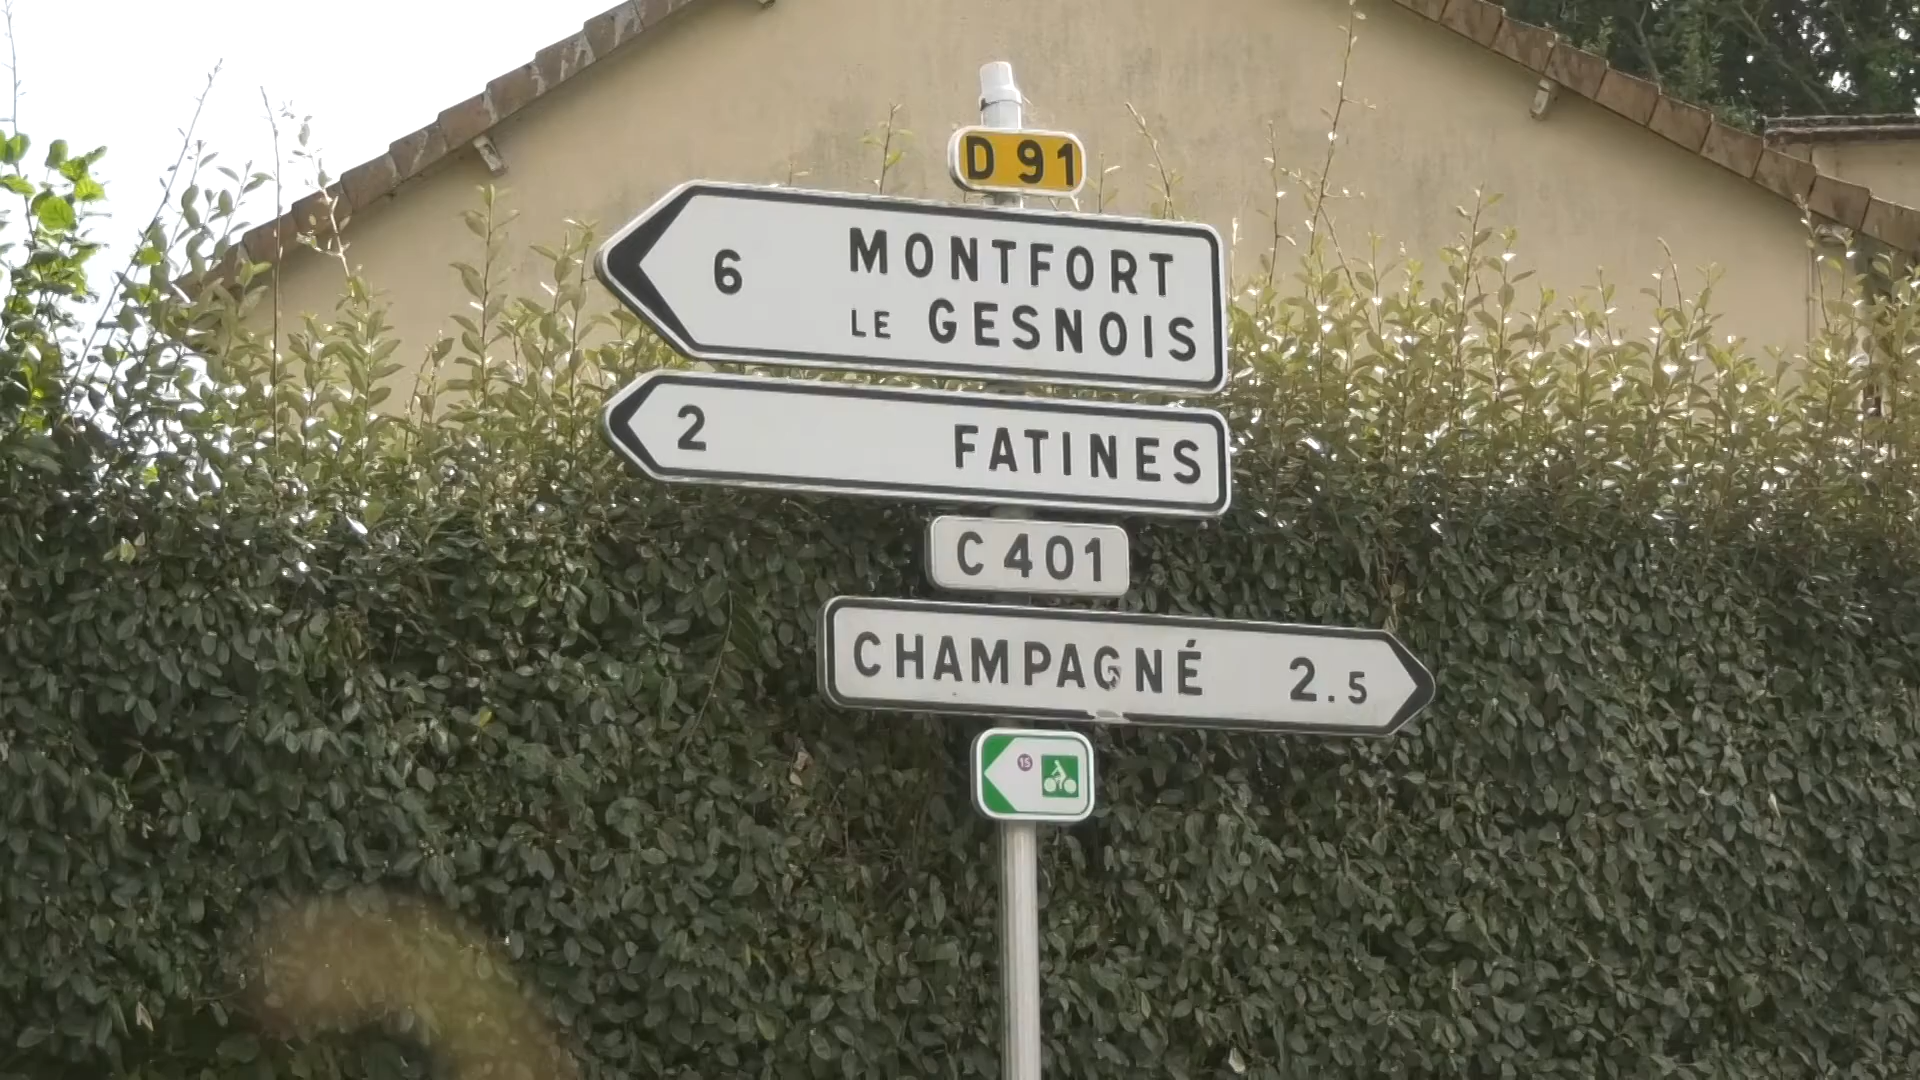 D 91
6 MONTFORT
LE GESNOIS
2 FATINES
C 401
CHAMPAGNÉ 2.5
15